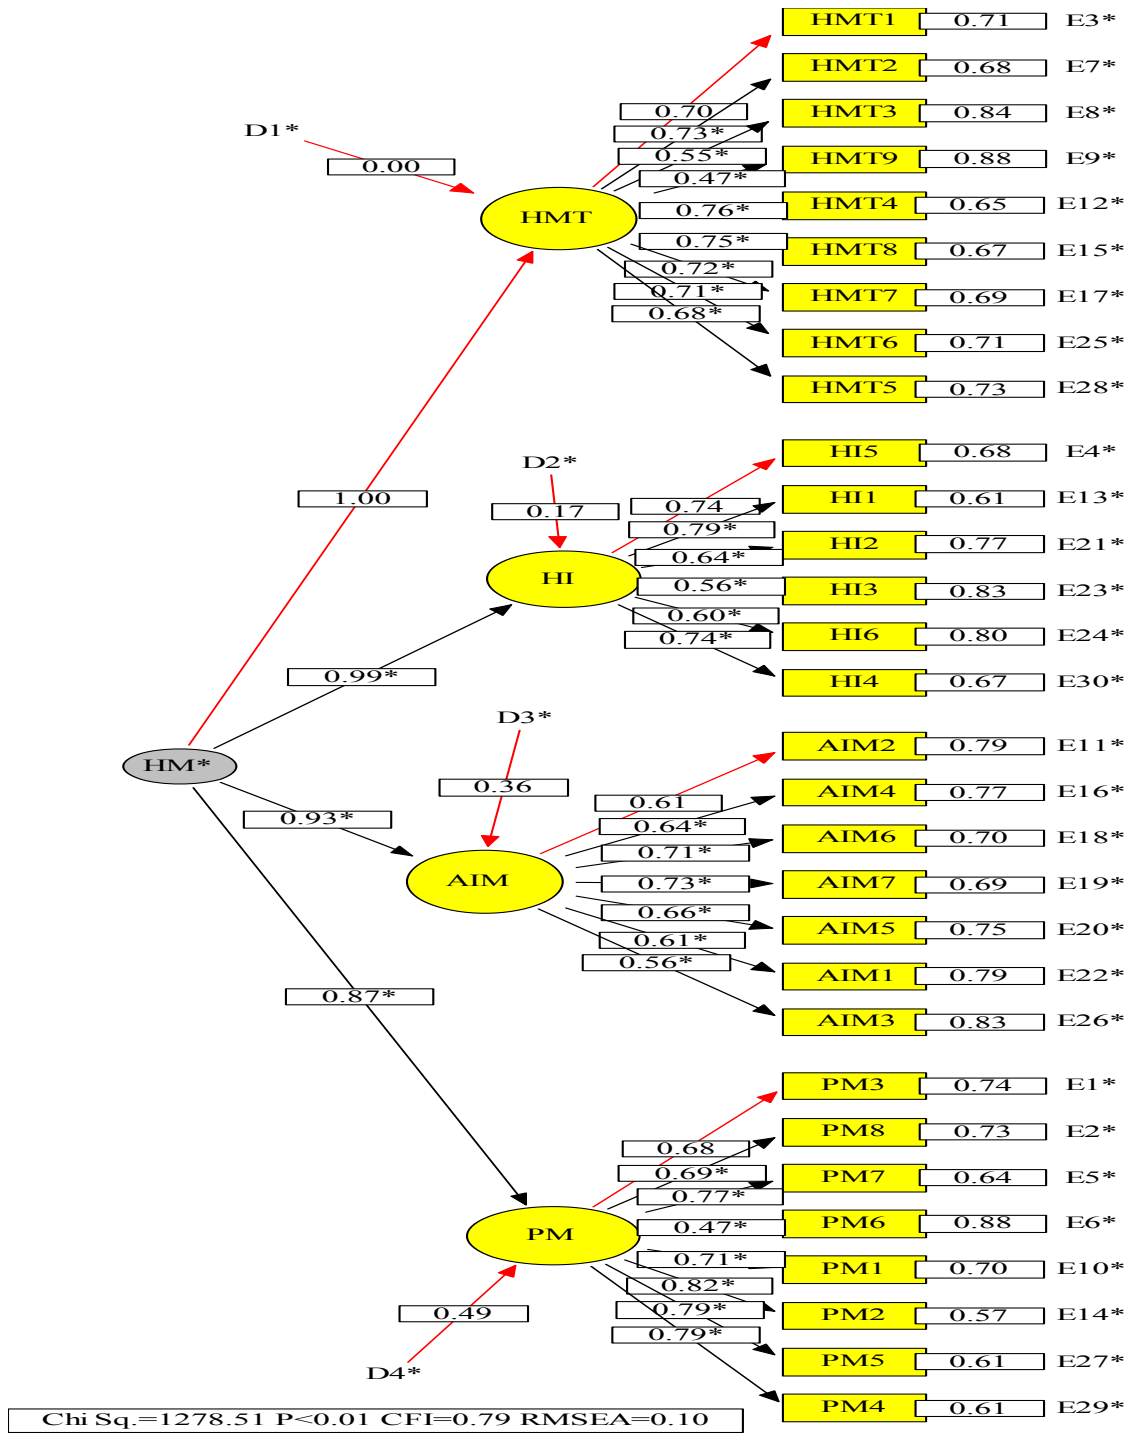 HMT1 0.71 E3*
HMT2 0.68 E7*
0.70 HMT3 0.84 E8*
D1* 0.73*
0.00 0.55* HMT9 0.88 E9*
0.47*
HMT 0.76* HMT4 0.65 E12*
0.75* HMT8 0.67 E15*
0.72*
0.71* HMT7 0.69 E17*
0.68*
HMT6 0.71 E25*
HMT5 0.73 E28*
HI5 0.68 E4*
D2*
1.00 HI1 0.61 E13*
0.17 0.74
0.79* HI2 0.77 E21*
0.64*
HI 0.56* HI3 0.83 E23*
0.60*
0.74* HI6 0.80 E24*
0.99* HI4 0.67 E30*
D3*
AIM2 0.79 E11*
HM*
0.36 AIM4 0.77 E16*
0.61
0.93* 0.64* AIM6 0.70 E18*
0.71*
AIM 0.73* AIM7 0.69 E19*
0.66* AIM5 0.75 E20*
0.61*
0.56* AIM1 0.79 E22*
0.87*
AIM3 0.83 E26*
PM3 0.74 E1*
PM8 0.73 E2*
0.68
0.69* PM7 0.64 E5*
0.77*
0.47* PM6 0.88 E6*
PM
0.71* PM1 0.70 E10*
0.82*
0.49 0.79* PM2 0.57 E14*
0.79*
D4* PM5 0.61 E27*
PM4 0.61 E29*
Chi Sq.=1278.51 P<0.01 CFI=0.79 RMSEA=0.10